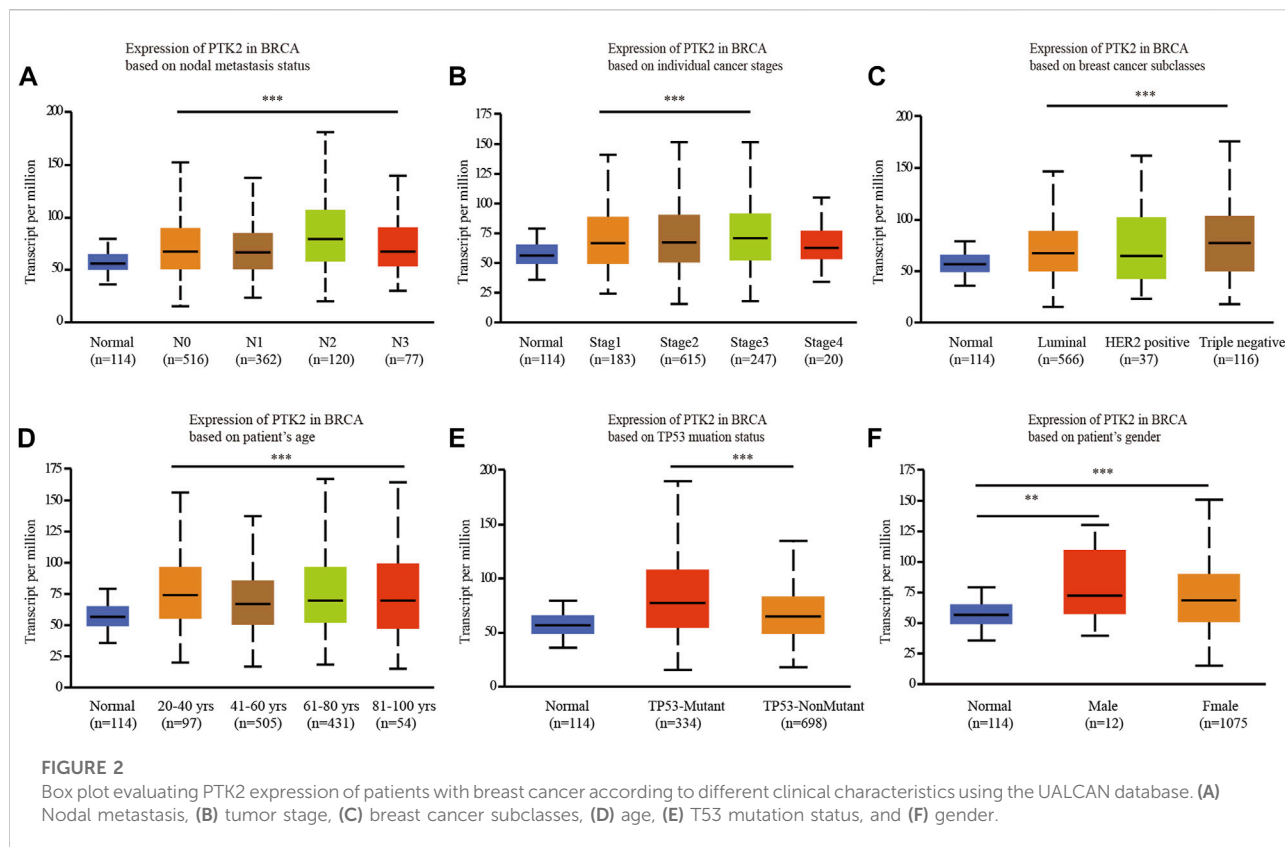 Expression of PTK2 in BRCA
based on nodal metastasis status
A
***
200
150
100
50
0
Transcript per million
Normal
(n=114)
N0
(n=516)
N1
(n=362)
N2
(n=120)
N3
(n=77)
Expression of PTK2 in BRCA
based on individual cancer stages
B
***
175
150
125
100
75
50
25
0
Transcript per million
Normal
(n=114)
Stag1
(n=183)
Stage2
(n=615)
Stage3
(n=247)
Stage4
(n=20)
Expression of PTK2 in BRCA
based on breast cancer subclasses
C
***
200
150
100
50
0
Transcript per million
Normal
(n=114)
Luminal
(n=566)
HER2 positive
(n=37)
Triple negative
(n=116)
Expression of PTK2 in BRCA
based on patient's age
D
***
175
150
125
100
75
50
25
0
Transcript per million
Normal
(n=114)
20-40 yrs
(n=97)
41-60 yrs
(n=505)
61-80 yrs
(n=431)
81-100 yrs
(n=54)
Expression of PTK2 in BRCA
based on TP53 muation status
E
***
200
150
100
50
0
Transcript per million
Normal
(n=114)
TP53-Mutant
(n=334)
TP53-NonMutant
(n=698)
Expression of PTK2 in BRCA
based on patient's gender
F
***
**
175
150
125
100
75
50
25
0
Transcript per million
Normal
(n=114)
Male
(n=12)
Fmale
(n=1075
FIGURE 2
Box plot evaluating PTK2 expression of patients with breast cancer according to different clinical characteristics using the UALCAN database. (A)
Nodal metastasis, (B) tumor stage, (C) breast cancer subclasses, (D) age, (E) T53 mutation status, and (F) gender.